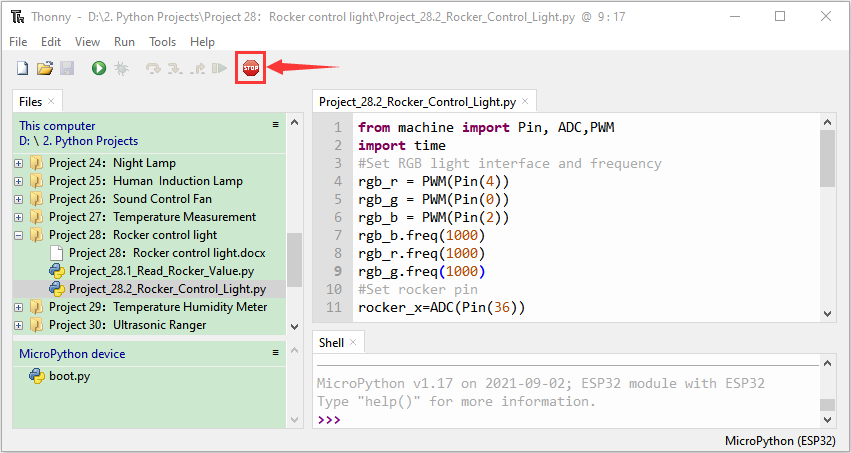 Thonny - D:\2. Python Projects\Project 28：Rocker control light\Project_28.2_Rocker_Control_Light.py @ 9 : 17
File Edit View Run Tools Help
STOP
Files ×
This computer
D: \ 2. Python Projects
Project 24：Night Lamp
Project 25：Human Induction Lamp
Project 26：Sound Control Fan
Project 27：Temperature Measurement
Project 28：Rocker control light
Project 28：Rocker control light.docx
Project_28.1_Read_Rocker_Value.py
Project_28.2_Rocker_Control_Light.py
Project 29：Temperature Humidity Meter
Project 30：Ultrasonic Ranger
MicroPython device
boot.py
Project_28.2_Rocker_Control_Light.py ×
1 from machine import Pin, ADC,PWM
2 import time
3 #Set RGB light interface and frequency
4 rgb_r = PWM(Pin(4))
5 rgb_g = PWM(Pin(0))
6 rgb_b = PWM(Pin(2))
7 rgb_b.freq(1000)
8 rgb_r.freq(1000)
9 rgb_g.freq(1000)
10 #Set rocker pin
11 rocker_x=ADC(Pin(36))
Shell ×
MicroPython v1.17 on 2021-09-02; ESP32 module with ESP32
Type "help()" for more information.
>>>
MicroPython (ESP32)